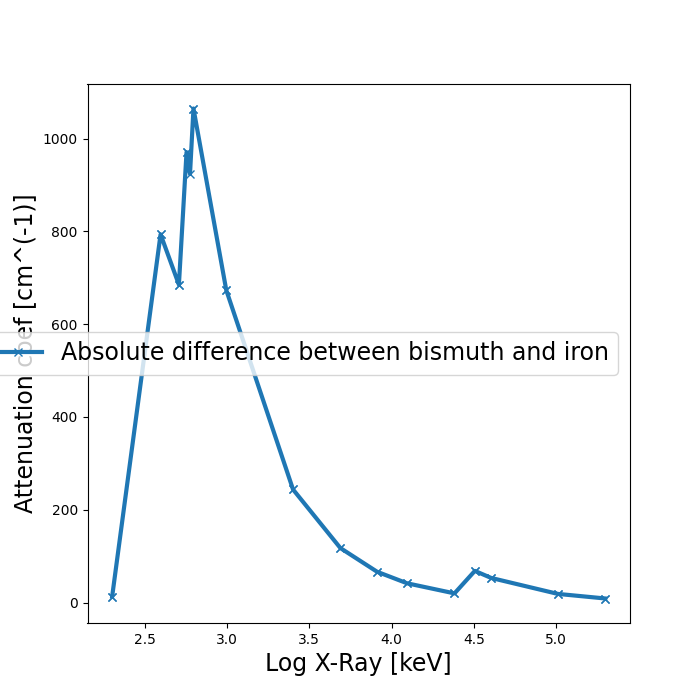 1000
800
600
400
200
0
Attenuation coef [cm^(-1)]
Absolute difference between bismuth and iron
2.5 3.0 3.5 4.0 4.5 5.0
Log X-Ray [keV]